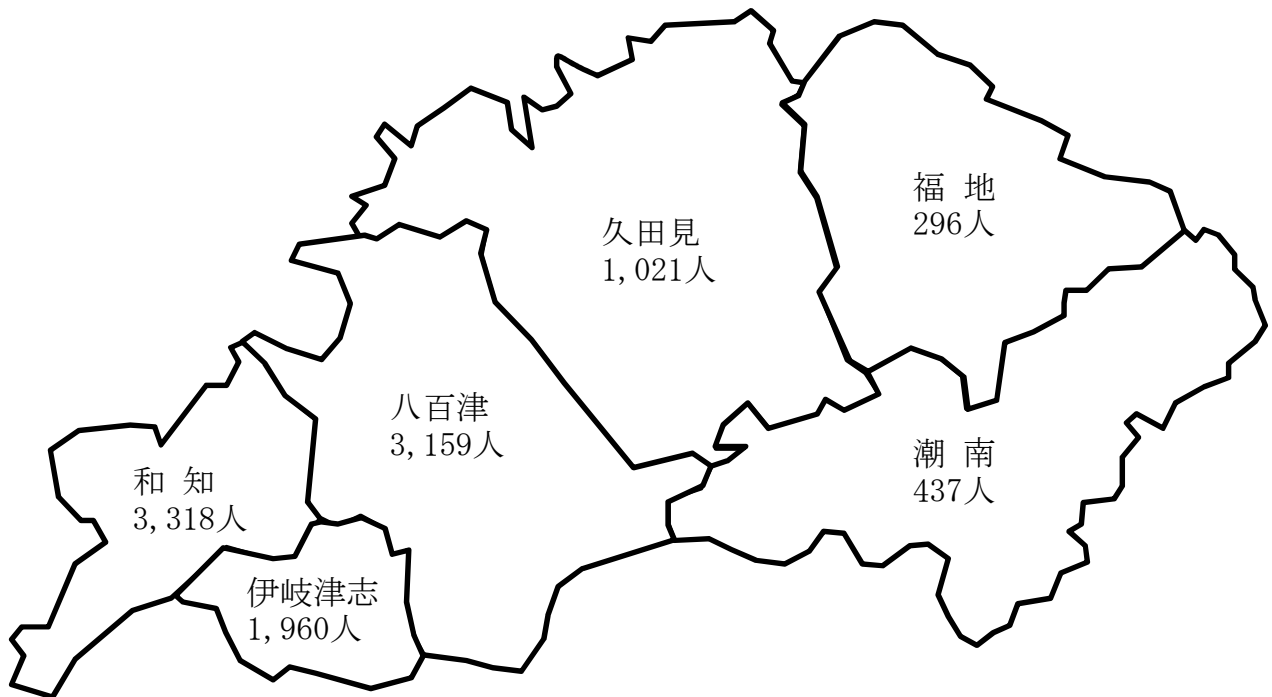 福 地
296人
久田見
1,021人
八百津
3,159人
潮 南
437人
和 知
3,318人
伊岐津志
1,960人